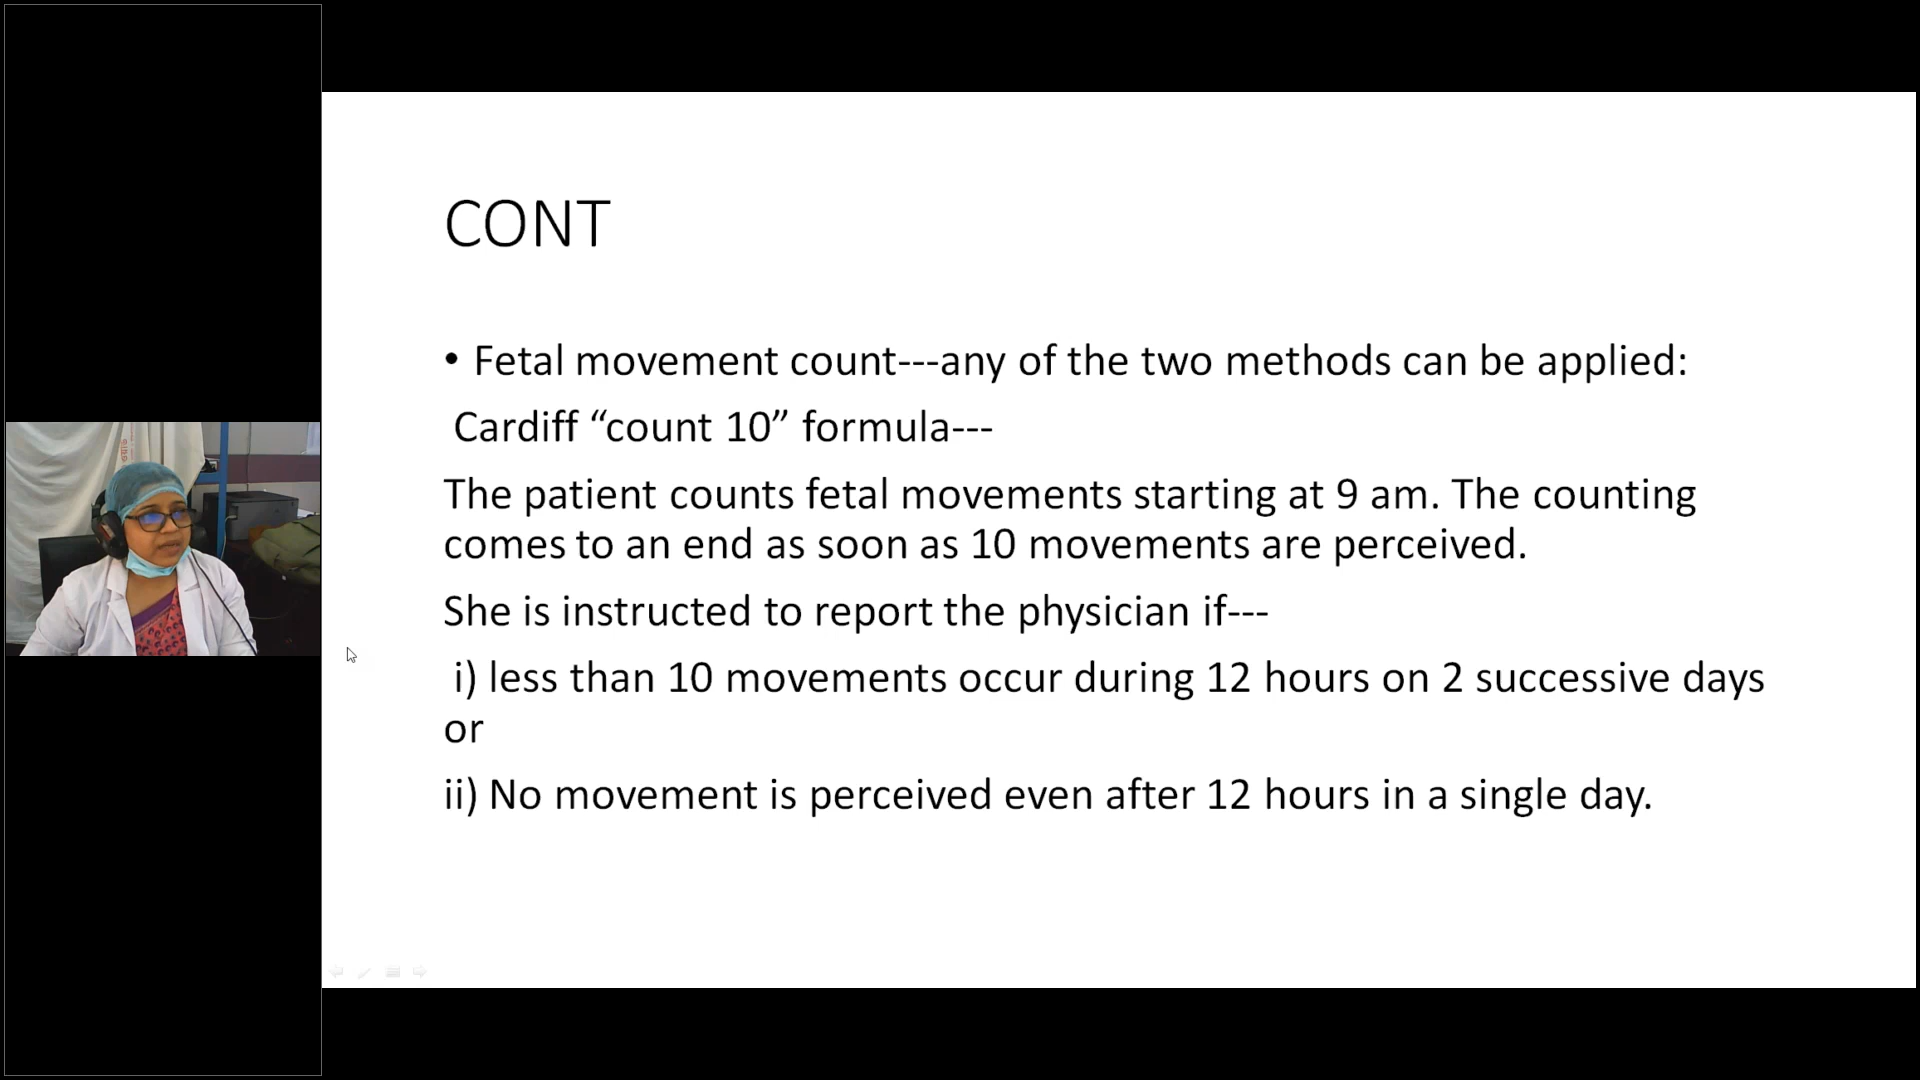 CONT
• Fetal movement count---any of the two methods can be applied:
Cardiff “count 10” formula---
The patient counts fetal movements starting at 9 am. The counting
comes to an end as soon as 10 movements are perceived.
She is instructed to report the physician if---
i) less than 10 movements occur during 12 hours on 2 successive days
or
ii) No movement is perceived even after 12 hours in a single day.